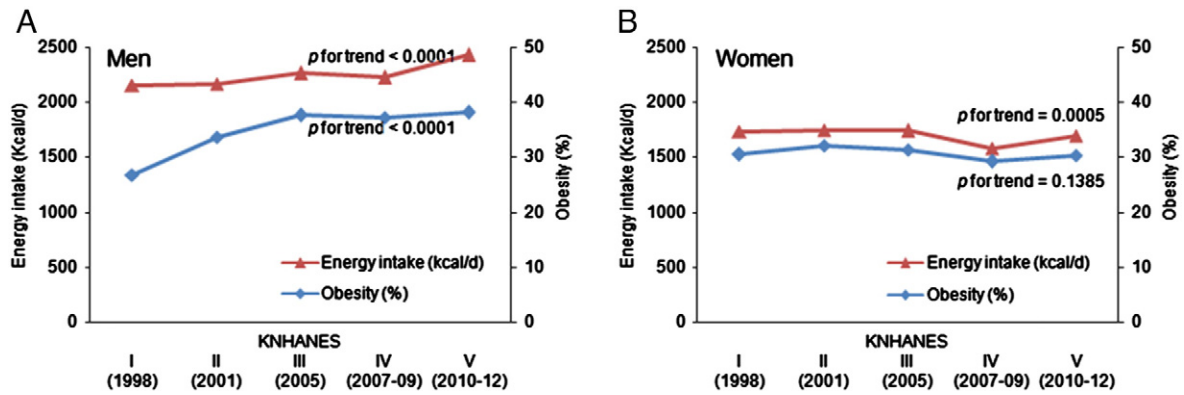 A
Men
2500
2000
1500
1000
500
0
Energy intake (Kcal/d)
50
40
30
20
10
0
Obesity (%)
p for trend < 0.0001
p for trend < 0.0001
Energy intake (kcal/d)
Obesity (%)
KNHANES
I II III IV V
(1998) (2001) (2005) (2007-09) (2010-12)
B
Women
2500
2000
1500
1000
500
0
Energy intake (Kcal/d)
50
40
30
20
10
0
Obesity (%)
p for trend = 0.0005
p for trend = 0.1385
Energy intake (kcal/d)
Obesity (%)
KNHANES
I II III IV V
(1998) (2001) (2005) (2007-09) (2010-12)